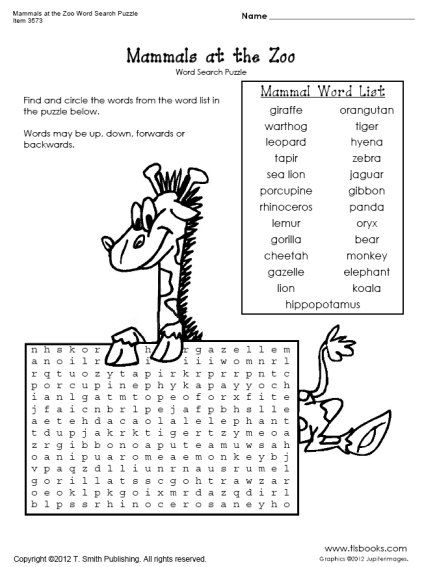 Mammals at the Zoo Word Search Puzzle
Item 3573
Name
Mammals at the Zoo
Word Search Puzzle
Find and circle the words from the word list in
the puzzle below.
Words may be up, down, forwards or
backwards.
Mammal Word List
giraffe orangutan
warthog tiger
leopard hyena
tapir zebra
sea lion jaguar
porcupine gibbon
rhinoceros panda
lemur oryx
gorilla bear
cheetah monkey
gazelle elephant
lion koala
hippopotamus
n h s k o r h r g a z e l l e m
a n o i l r i i i i w o m n r l
r q t u o z y t a p i r k r p r r p n t c
p o r c u p i n e p h y k a p a y y o c h
i a n l g a t m t o p e o f o r x f i t e
j f a i c n b r l p e j a f p b h s l l e
a e t e h d a c a o l a l e l e p h a n t
t d u p j a k r k t i g e r t z y m e o a
z r g i b b o n o a p u t e a m u w s a h
o a n i p u a r o m e a e m o n k e y b j
v p a q z d l l i u n r n a u s r u m e l
g o r i l l a t s s c g o h t r a w z a r
o e o k l p k g o i x m r d a z q d i r l
b l p s s r h i n o c e r o s a n e y h o
www.tlsbooks.com
Copyright ©2012 T. Smith Publishing. All rights reserved.
Graphics ©2012 Jupiterimages.